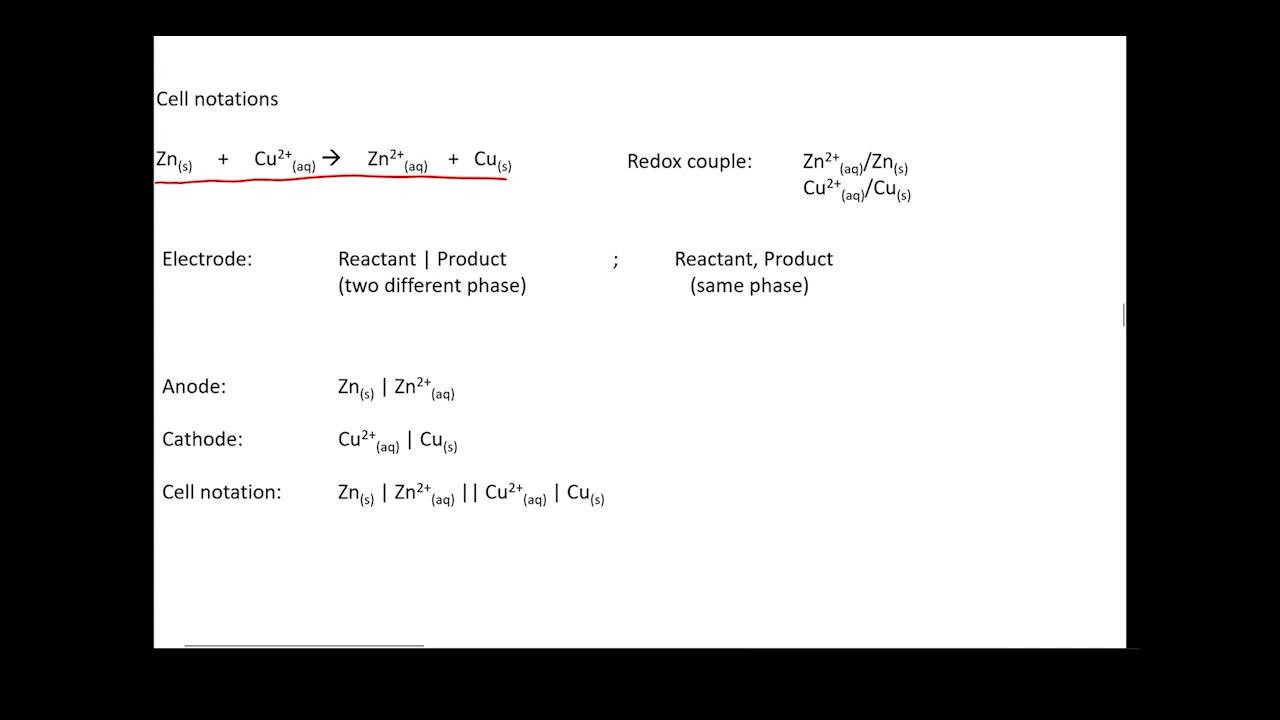 Cell notations
Zn(s) + Cu2+(aq) → Zn2+(aq) + Cu(s)
Redox couple: Zn2+(aq)/Zn(s)
Cu2+(aq)/Cu(s)
Electrode: Reactant | Product ; Reactant, Product
(two different phase) (same phase)
Anode: Zn(s) | Zn2+(aq)
Cathode: Cu2+(aq) | Cu(s)
Cell notation: Zn(s) | Zn2+(aq) || Cu2+(aq) | Cu(s)